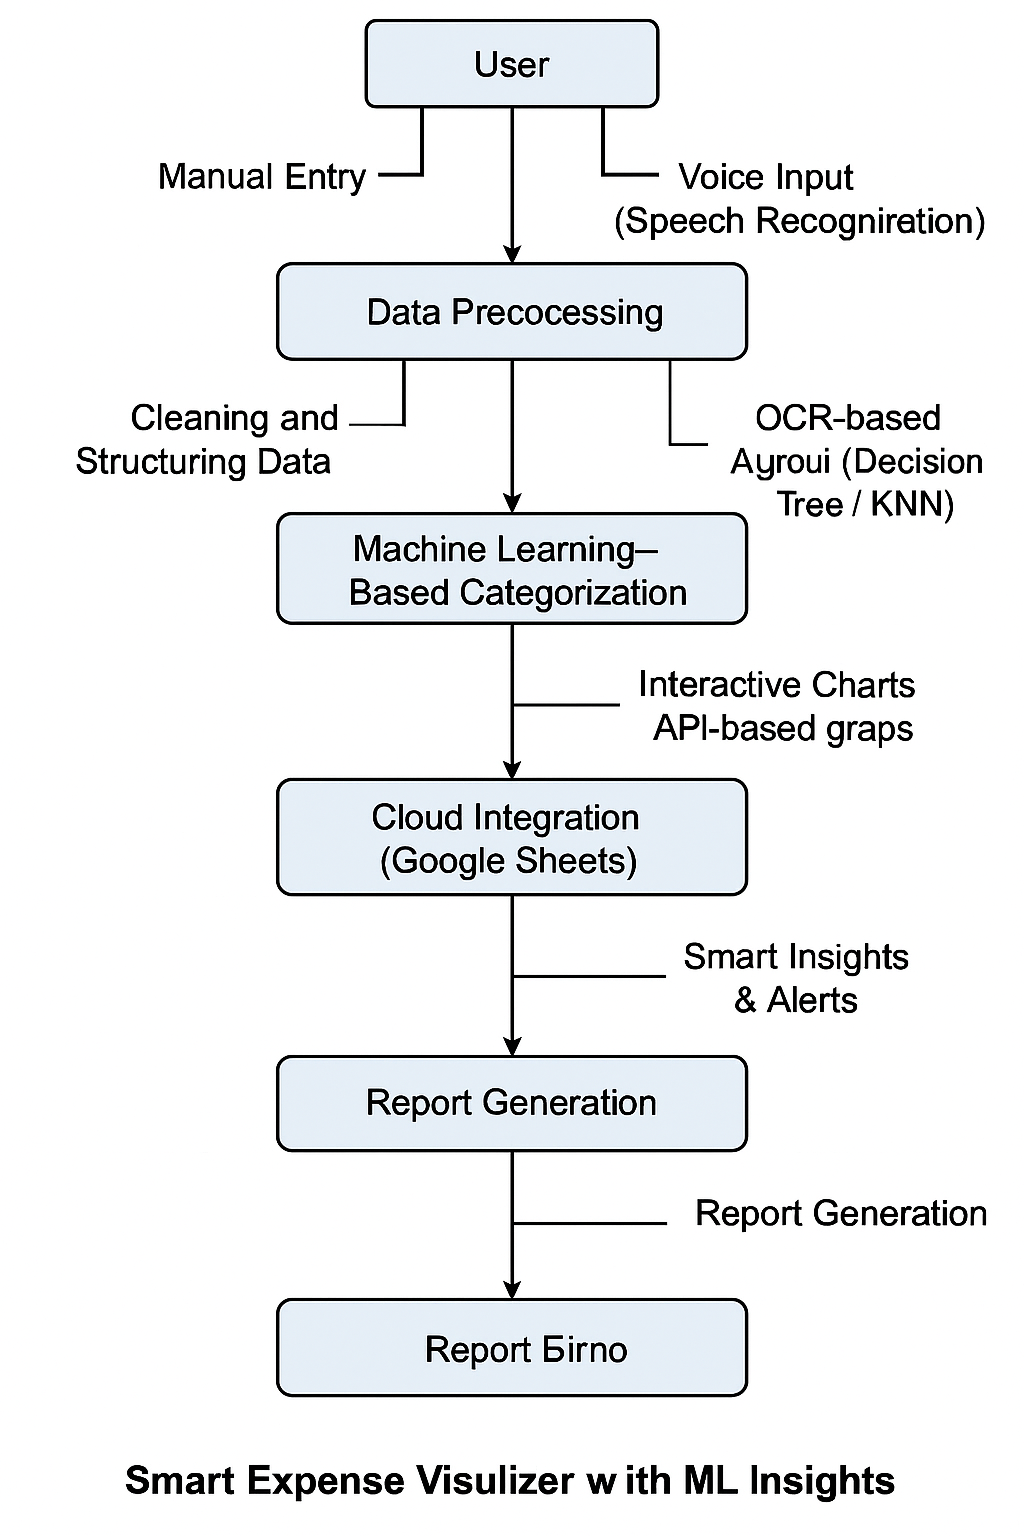 User
Manual Entry
Voice Input
(Speech Recogniretion)
Data Precocessing
Cleaning and
Structuring Data
OCR-based
Ayroui (Decision
Tree / KNN)
Machine Learning–
Based Categorization
Interactive Charts
API-based graps
Cloud Integration
(Google Sheets)
Smart Insights
& Alerts
Report Generation
Report Generation
Report Бirno
Smart Expense Visulizer with ML Insights